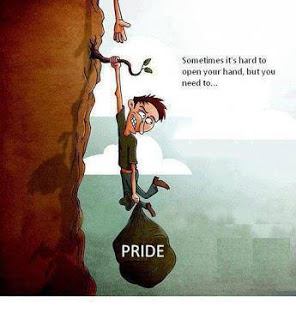 Sometimes it's hard to
open your hand, but you
need to...
PRIDE